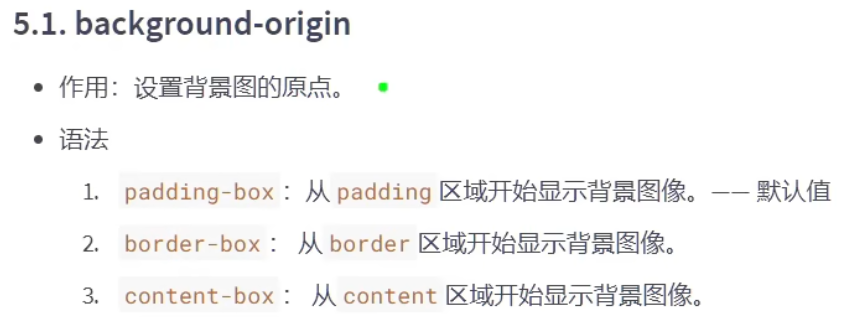 5.1. background-origin
• 作用：设置背景图的原点。
• 语法
1. padding-box：从 padding 区域开始显示背景图像。—— 默认值
2. border-box： 从 border 区域开始显示背景图像。
3. content-box： 从 content 区域开始显示背景图像。